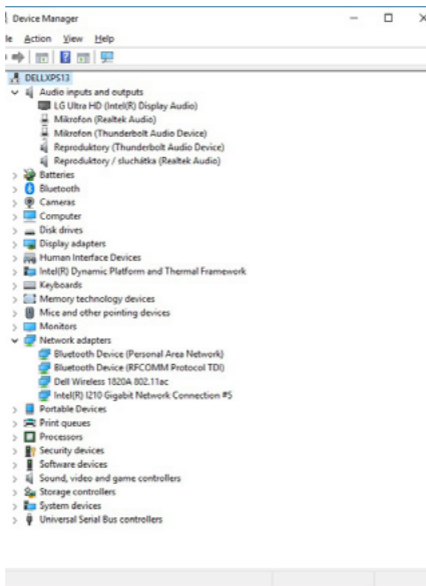 Device Manager
le Action View Help
DELLXPS13
Audio inputs and outputs
LG Ultra HD (Intel(R) Display Audio)
Mikrofon (Realtek Audio)
Mikrofon (Thunderbolt Audio Device)
Reproduktory (Thunderbolt Audio Device)
Reproduktory / sluchátka (Realtek Audio)
Batteries
Bluetooth
Cameras
Computer
Disk drives
Display adapters
Human Interface Devices
Intel(R) Dynamic Platform and Thermal Framework
Keyboards
Memory technology devices
Mice and other pointing devices
Monitors
Network adapters
Bluetooth Device (Personal Area Network)
Bluetooth Device (RFCOMM Protocol TDI)
Dell Wireless 1820A 802.11ac
Intel(R) I210 Gigabit Network Connection #5
Portable Devices
Print queues
Processors
Security devices
Software devices
Sound, video and game controllers
Storage controllers
System devices
Universal Serial Bus controllers